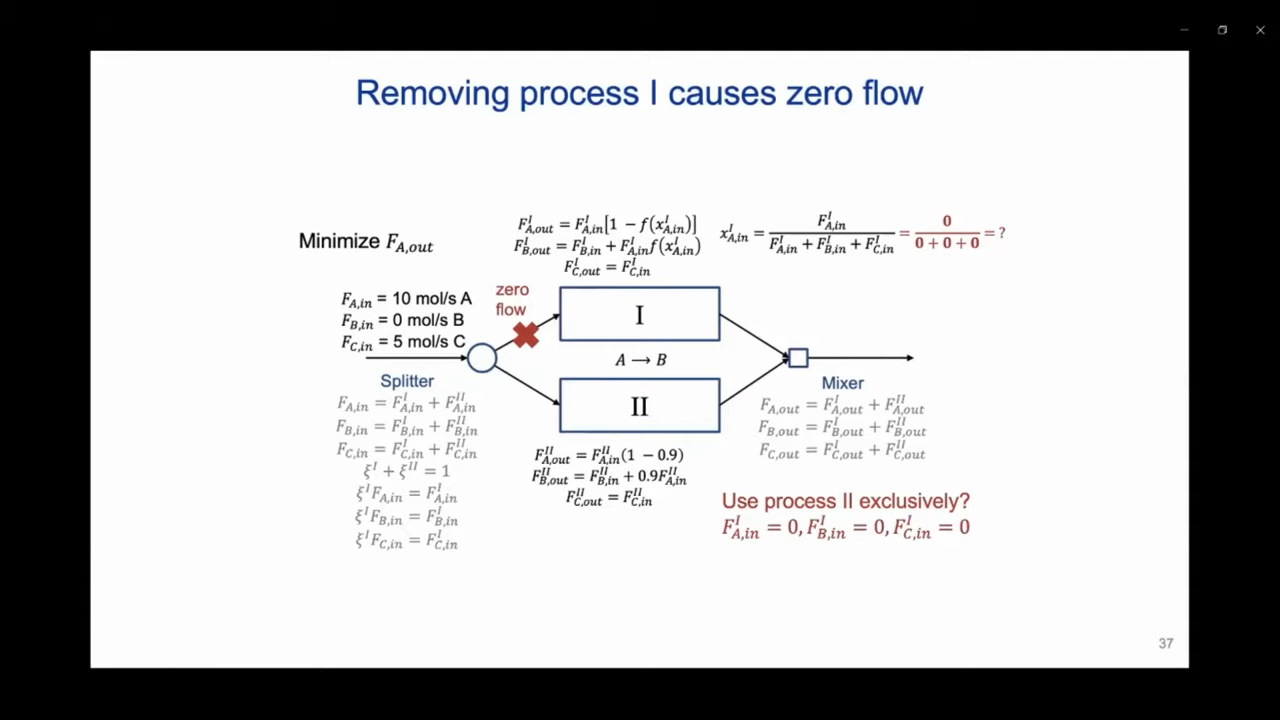 Removing process I causes zero flow
Minimize F_{A,out}
F^I_{A,out} = F^I_{A,in}[1 − f(x^I_{A,in})]
F^I_{B,out} = F^I_{B,in} + F^I_{A,in}f(x^I_{A,in})
F^I_{C,out} = F^I_{C,in}
x^I_{A,in} = F^I_{A,in} / (F^I_{A,in} + F^I_{B,in} + F^I_{C,in}) = 0 / (0 + 0 + 0) = ?
F_{A,in} = 10 mol/s A
F_{B,in} = 0 mol/s B
F_{C,in} = 5 mol/s C
zero
flow
I
A → B
II
Splitter
F_{A,in} = F^I_{A,in} + F^{II}_{A,in}
F_{B,in} = F^I_{B,in} + F^{II}_{B,in}
F_{C,in} = F^I_{C,in} + F^{II}_{C,in}
ξ^I + ξ^{II} = 1
ξ^I F_{A,in} = F^I_{A,in}
ξ^I F_{B,in} = F^I_{B,in}
ξ^I F_{C,in} = F^I_{C,in}
F^{II}_{A,out} = F^{II}_{A,in}(1 − 0.9)
F^{II}_{B,out} = F^{II}_{B,in} + 0.9F^{II}_{A,in}
F^{II}_{C,out} = F^{II}_{C,in}
Mixer
F_{A,out} = F^I_{A,out} + F^{II}_{A,out}
F_{B,out} = F^I_{B,out} + F^{II}_{B,out}
F_{C,out} = F^I_{C,out} + F^{II}_{C,out}
Use process II exclusively?
F^I_{A,in} = 0, F^I_{B,in} = 0, F^I_{C,in} = 0
37